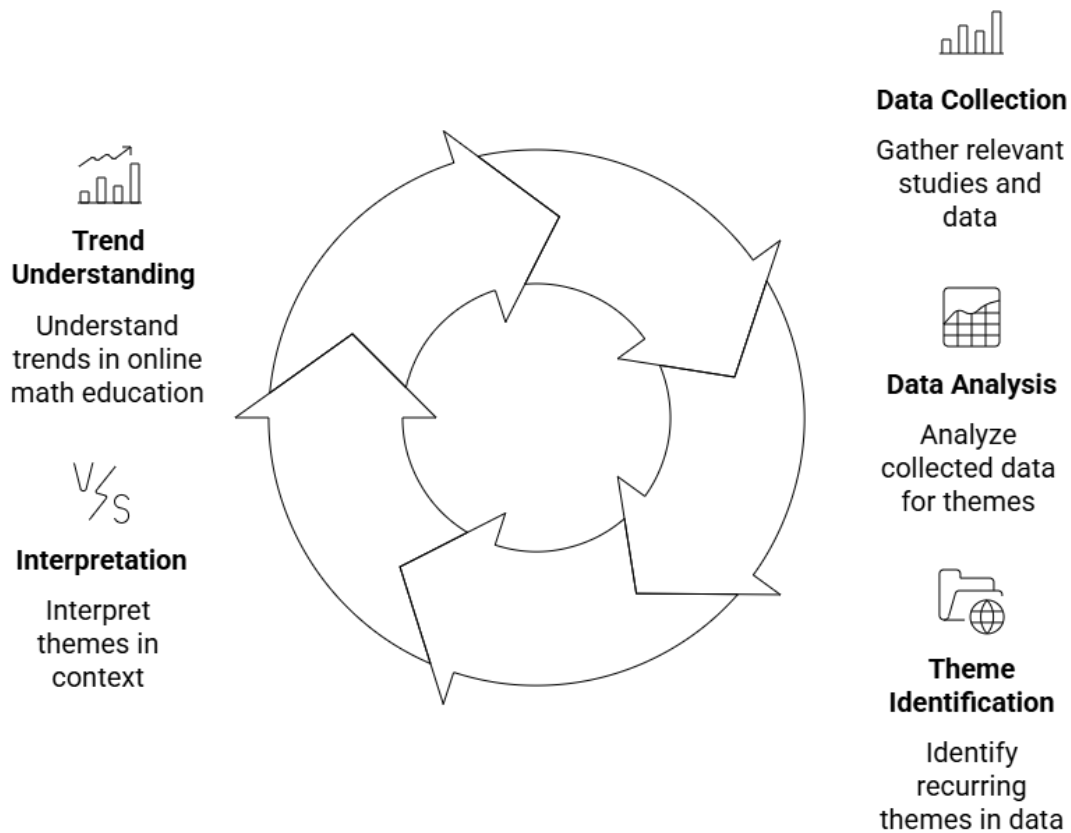 Data Collection
Gather relevant
studies and
data
Data Analysis
Analyze
collected data
for themes
Theme
Identification
Identify
recurring
themes in data
V/S
Interpretation
Interpret
themes in
context
Trend
Understanding
Understand
trends in online
math education